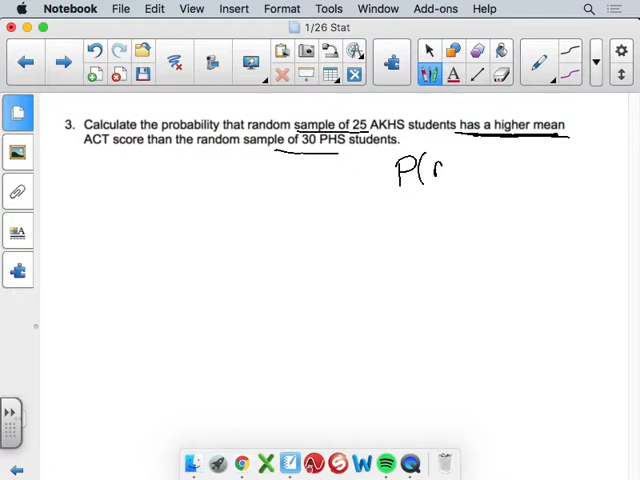 Notebook File Edit View Insert Format Tools Window Add-ons Help
1/26 Stat
3. Calculate the probability that random sample of 25 AKHS students has a higher mean
ACT score than the random sample of 30 PHS students.
P(